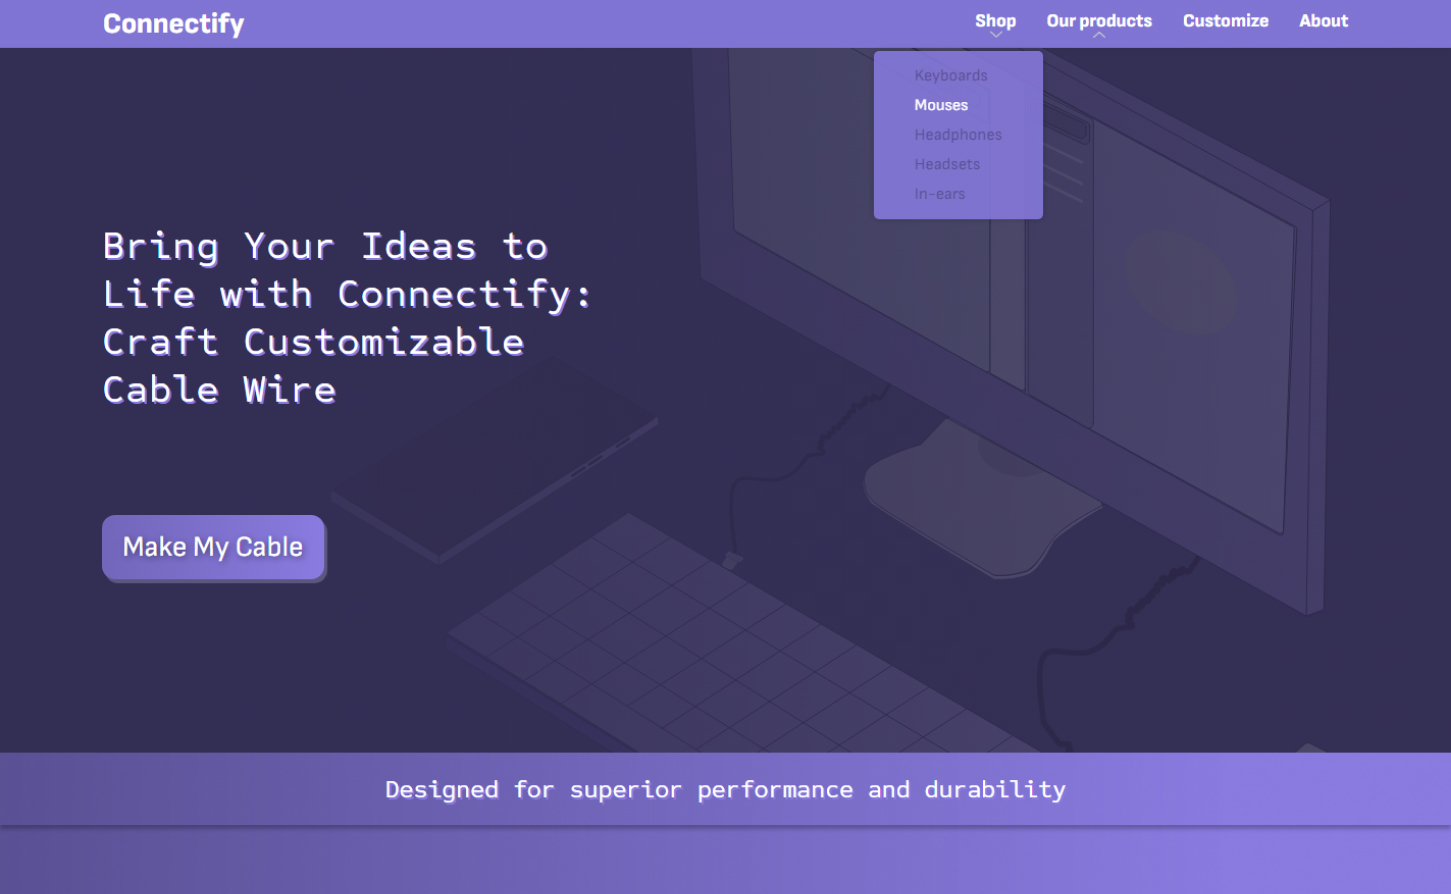 Connectify
Shop Our products Customize About
Keyboards
Mouses
Headphones
Headsets
In-ears
Bring Your Ideas to
Life with Connectify:
Craft Customizable
Cable Wire
Make My Cable
Designed for superior performance and durability